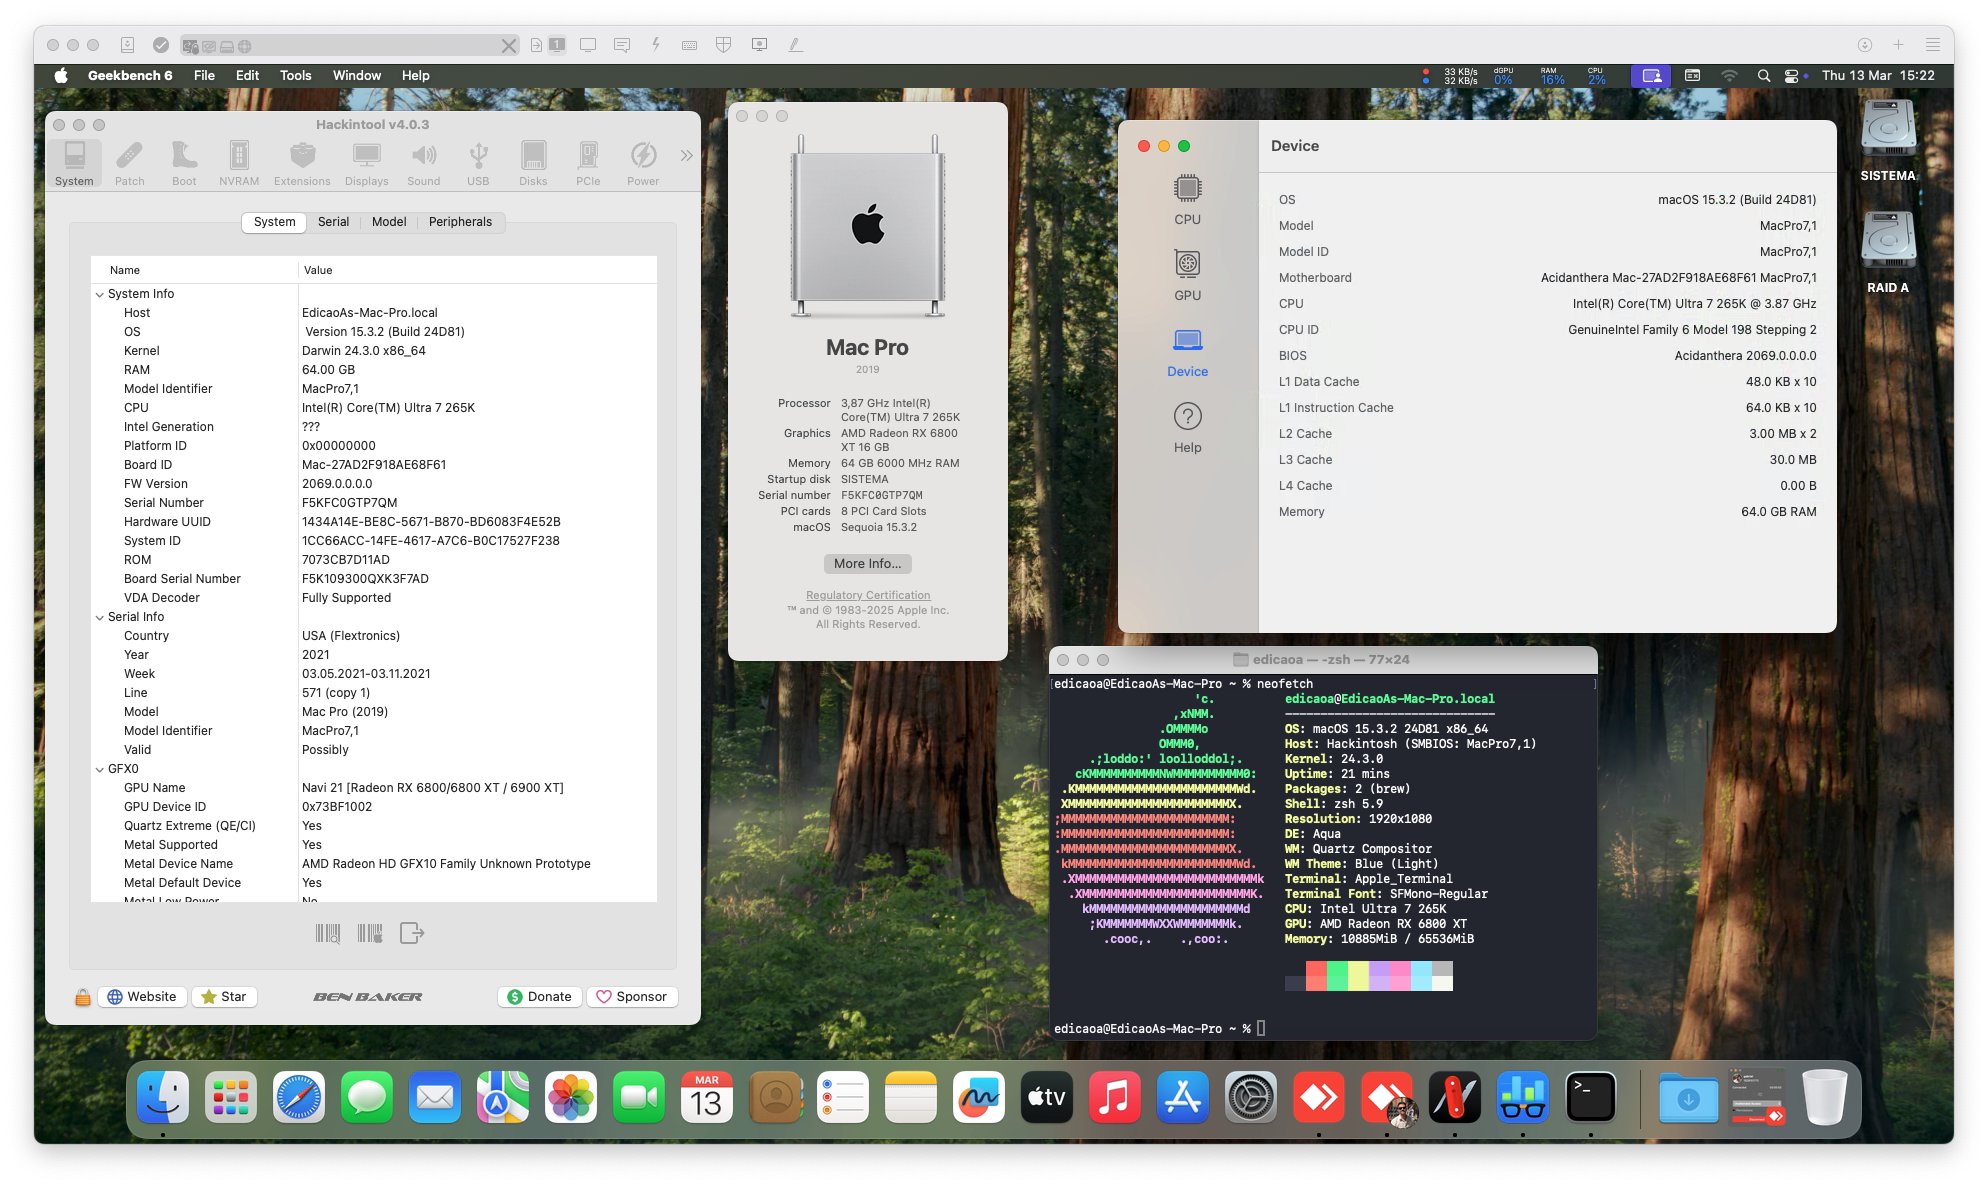 1
Geekbench 6 File Edit Tools Window Help
33 KB/s
32 KB/s
dGPU
0%
RAM
16%
CPU
2%
Thu 13 Mar 15:22
Hackintool v4.0.3
System Patch Boot NVRAM Extensions Displays Sound USB Disks PCIe Power
System Serial Model Peripherals
Name Value
System Info
Host EdicaoAs-Mac-Pro.local
OS Version 15.3.2 (Build 24D81)
Kernel Darwin 24.3.0 x86_64
RAM 64.00 GB
Model Identifier MacPro7,1
CPU Intel(R) Core(TM) Ultra 7 265K
Intel Generation ???
Platform ID 0x00000000
Board ID Mac-27AD2F918AE68F61
FW Version 2069.0.0.0.0
Serial Number F5KFC0GTP7QM
Hardware UUID 1434A14E-BE8C-5671-B870-BD6083F4E52B
System ID 1CC66ACC-14FE-4617-A7C6-B0C17527F238
ROM 7073CB7D11AD
Board Serial Number F5K109300QXK3F7AD
VDA Decoder Fully Supported
Serial Info
Country USA (Flextronics)
Year 2021
Week 03.05.2021-03.11.2021
Line 571 (copy 1)
Model Mac Pro (2019)
Model Identifier MacPro7,1
Valid Possibly
GFX0
GPU Name Navi 21 [Radeon RX 6800/6800 XT / 6900 XT]
GPU Device ID 0x73BF1002
Quartz Extreme (QE/CI) Yes
Metal Supported Yes
Metal Device Name AMD Radeon HD GFX10 Family Unknown Prototype
Metal Default Device Yes
Metal Low Power No
Website Star BEN BAKER Donate Sponsor
Mac Pro
2019
Processor 3,87 GHz Intel(R)
Core(TM) Ultra 7 265K
Graphics AMD Radeon RX 6800
XT 16 GB
Memory 64 GB 6000 MHz RAM
Startup disk SISTEMA
Serial number F5KFC0GTP7QM
PCI cards 8 PCI Card Slots
macOS Sequoia 15.3.2
More Info...
Regulatory Certification
™ and © 1983-2025 Apple Inc.
All Rights Reserved.
CPU
GPU
Device
Help
Device
OS macOS 15.3.2 (Build 24D81)
Model MacPro7,1
Model ID MacPro7,1
Motherboard Acidanthera Mac-27AD2F918AE68F61 MacPro7,1
CPU Intel(R) Core(TM) Ultra 7 265K @ 3.87 GHz
CPU ID GenuineIntel Family 6 Model 198 Stepping 2
BIOS Acidanthera 2069.0.0.0.0
L1 Data Cache 48.0 KB x 10
L1 Instruction Cache 64.0 KB x 10
L2 Cache 3.00 MB x 2
L3 Cache 30.0 MB
L4 Cache 0.00 B
Memory 64.0 GB RAM
SISTEMA
RAID A
edicaoa — -zsh — 77×24
edicaoa@EdicaoAs-Mac-Pro ~ % neofetch
'c. edicaoa@EdicaoAs-Mac-Pro.local
,xNMM. ------------------------------
.OMMMMo OS: macOS 15.3.2 24D81 x86_64
OMMM0, Host: Hackintosh (SMBIOS: MacPro7,1)
.;loddo:' loolloddol;. Kernel: 24.3.0
cKMMMMMMMMMMNWMMMMMMMMMM0: Uptime: 21 mins
.KMMMMMMMMMMMMMMMMMMMMMMMWd. Packages: 2 (brew)
XMMMMMMMMMMMMMMMMMMMMMMMX. Shell: zsh 5.9
;MMMMMMMMMMMMMMMMMMMMMMMM: Resolution: 1920x1080
:MMMMMMMMMMMMMMMMMMMMMMMM: DE: Aqua
.MMMMMMMMMMMMMMMMMMMMMMMMX. WM: Quartz Compositor
kMMMMMMMMMMMMMMMMMMMMMMMMWd. WM Theme: Blue (Light)
.XMMMMMMMMMMMMMMMMMMMMMMMMMMk Terminal: Apple_Terminal
.XMMMMMMMMMMMMMMMMMMMMMMMMK. Terminal Font: SFMono-Regular
kMMMMMMMMMMMMMMMMMMMMMMd CPU: Intel Ultra 7 265K
;KMMMMMMMWXXWMMMMMMMk. GPU: AMD Radeon RX 6800 XT
.cooc,. .,coo:. Memory: 10885MiB / 65536MiB
edicaoa@EdicaoAs-Mac-Pro ~ %
MAR
13
tv
>_